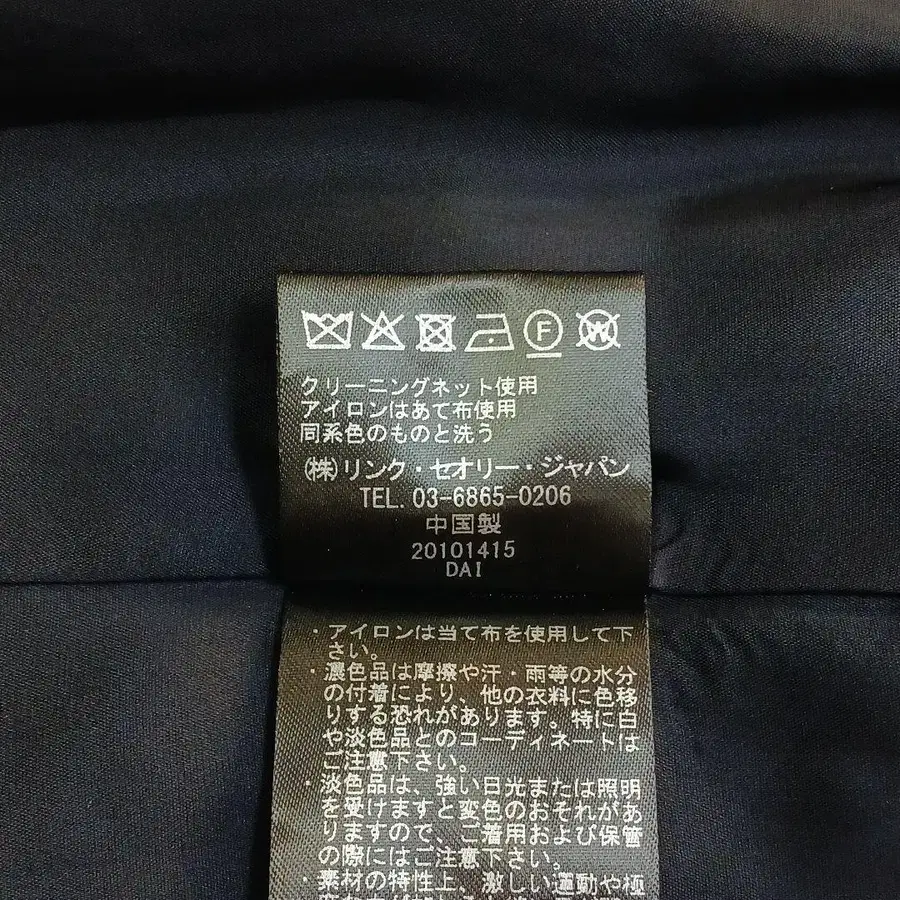 F W
クリーニングネット使用
アイロンはあて布使用
同系色のものと洗う
(株)リンク・セオリー・ジャパン
TEL. 03-6865-0206
中国製
20101415
DAI
・アイロンは当て布を使用して下
さい。
・濃色品は摩擦や汗・雨等の水分
の付着により、他の衣料に色移
りする恐れがあります。特に白
や淡色品とのコーディネートは
ご注意下さい。
・淡色品は、強い日光または照明
を受けますと変色のおそれがあ
りますので、ご着用および保管
の際にはご注意下さい。
・素材の特性上、激しい運動や極